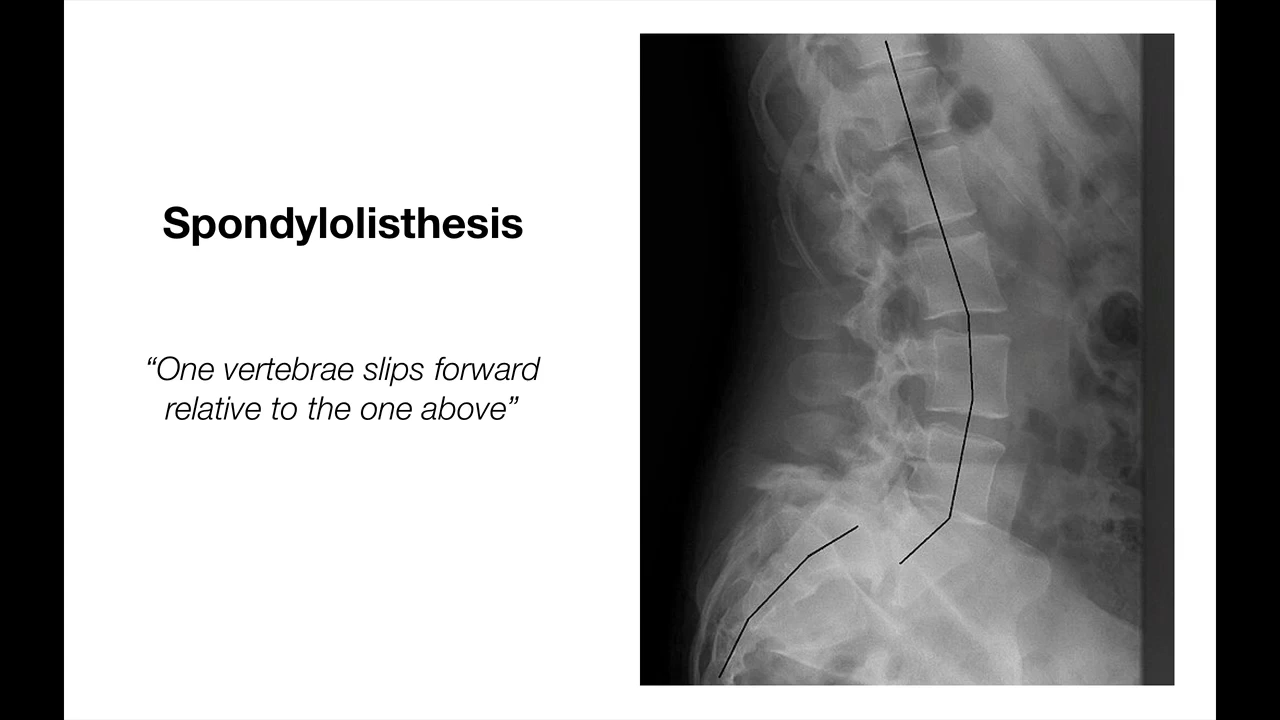 Spondylolisthesis
“One vertebrae slips forward
relative to the one above”